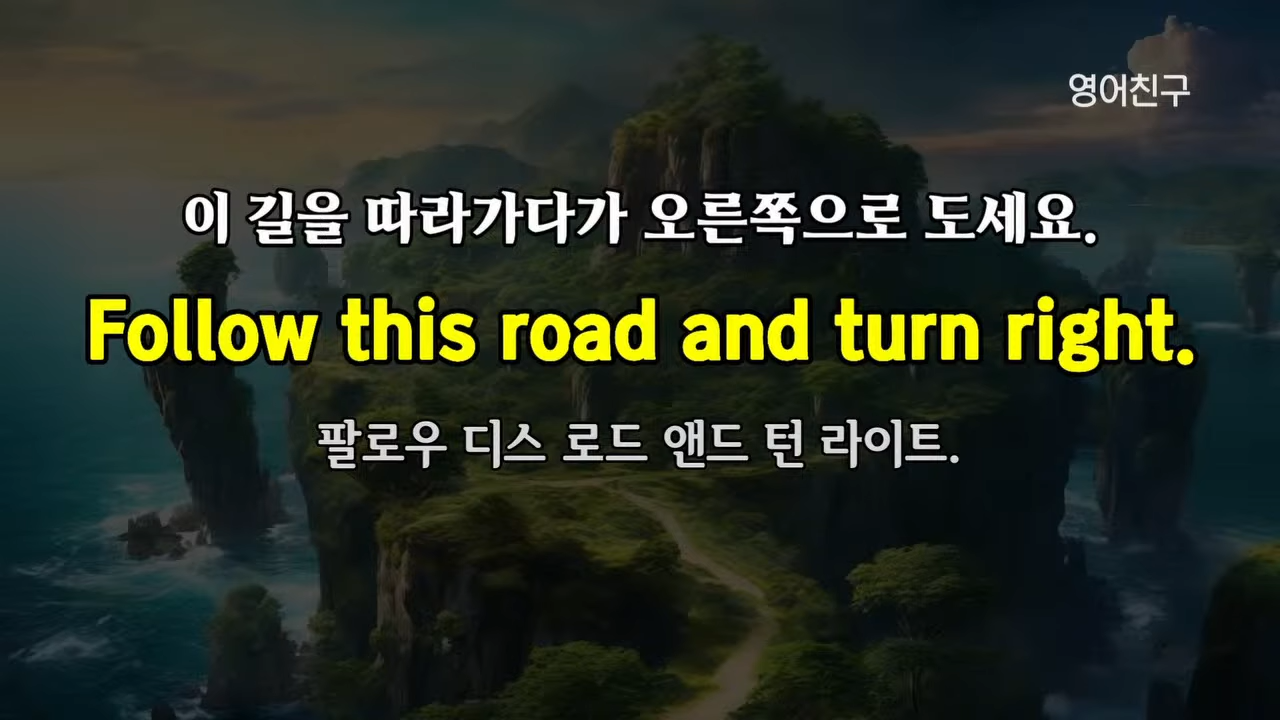 영어친구
이 길을 따라가다가 오른쪽으로 도세요.
Follow this road and turn right.
팔로우 디스 로드 앤드 턴 라이트.